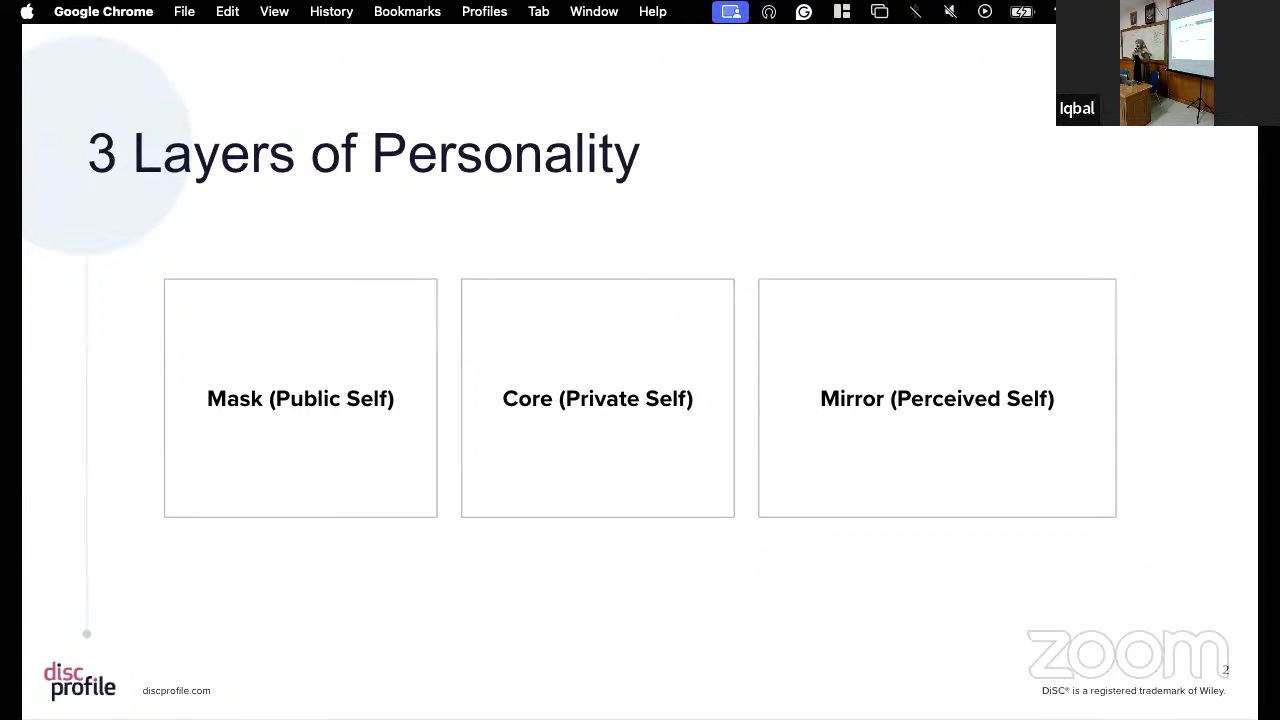 Google Chrome File Edit View History Bookmarks Profiles Tab Window Help
Iqbal
3 Layers of Personality
Mask (Public Self)
Core (Private Self)
Mirror (Perceived Self)
disc
profile
discprofile.com
zoom
2
DiSC® is a registered trademark of Wiley.